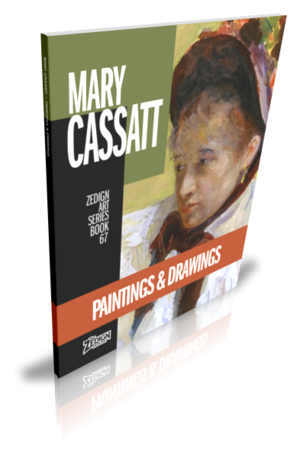 MARY
CASSATT
ZEDIGN
ART
SERIES
BOOK
67
PAINTINGS & DRAWINGS
ZEDIGN